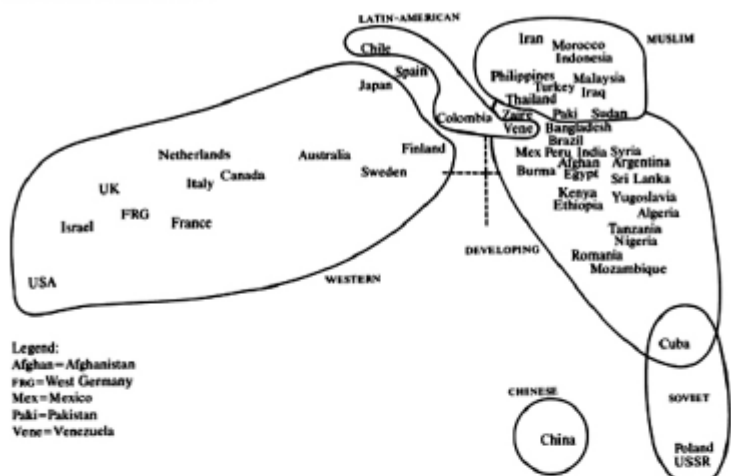 LATIN-AMERICAN
Chile
Spain
Japan
Colombia
Vene
Iran
Morocco
Indonesia
MUSLIM
Philippines
Malaysia
Turkey
Iraq
Thailand
Zaire
Paki
Sudan
Bangladesh
Brazil
Mex Peru India Syria
Afghan Argentina
Burma Egypt Sri Lanka
Kenya
Yugoslavia
Ethiopia
Algeria
Tanzania
Nigeria
Romania
Mozambique
DEVELOPING
Netherlands
Australia
Finland
Sweden
Canada
Italy
UK
FRG
France
Israel
USA
WESTERN
Cuba
SOVIET
Poland
USSR
CHINESE
China
Legend:
Afghan=Afghanistan
FRG=West Germany
Mex=Mexico
Paki=Pakistan
Vene=Venezuela